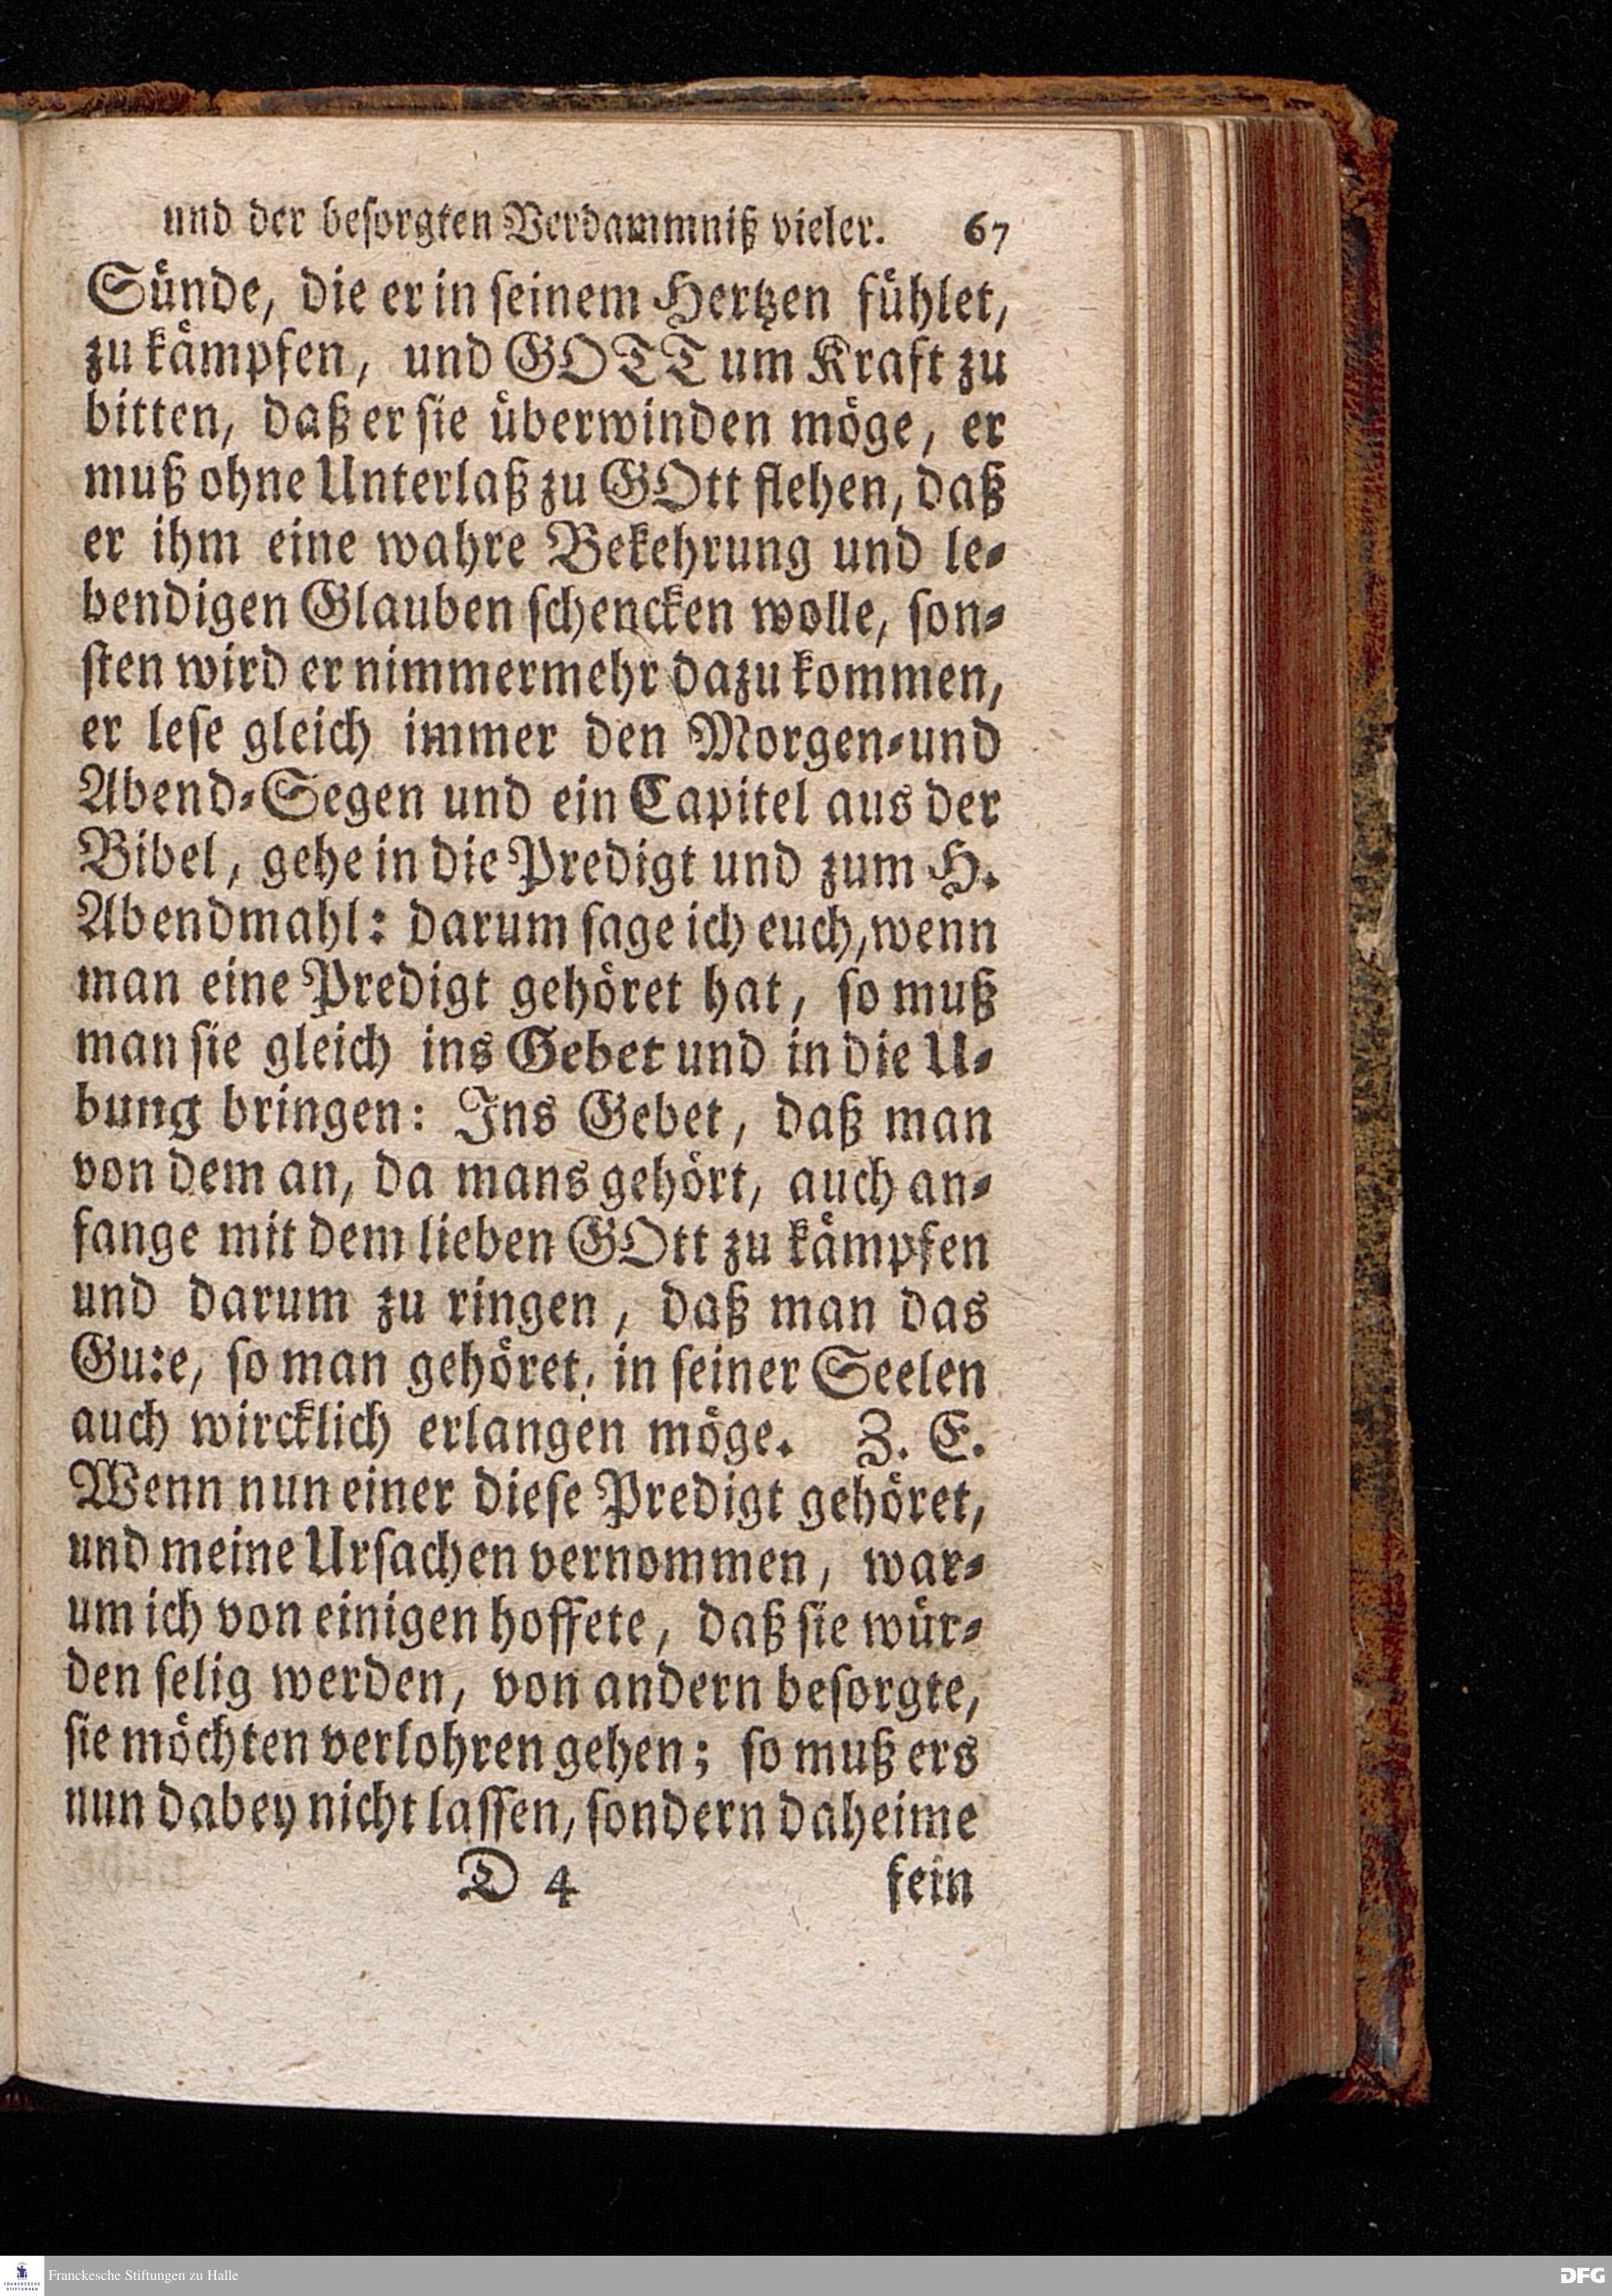 und der beſorgten Verdammniß vieler. 67
Sünde, die er in ſeinem Hertzen fühlet,
zu kämpfen, und GOTT um Kraft zu
bitten, daß er ſie überwinden möge, er
muß ohne Unterlaß zu GOtt flehen, daß
er ihm eine wahre Bekehrung und le-
bendigen Glauben ſchencken wolle, ſon-
ſten wird er nimmermehr dazu kommen,
er leſe gleich immer den Morgen-und
Abend-Segen und ein Capitel aus der
Bibel, gehe in die Predigt und zum H.
Abendmahl: darum ſage ich euch, wenn
man eine Predigt gehöret hat, ſo muß
man ſie gleich ins Gebet und in die U-
bung bringen: Ins Gebet, daß man
von dem an, da mans gehört, auch an-
fange mit dem lieben GOtt zu kämpfen
und darum zu ringen, daß man das
Gu:e, ſo man gehöret, in ſeiner Seelen
auch wircklich erlangen möge. Z. E.
Wenn nun einer dieſe Predigt gehöret,
und meine Urſachen vernommen, war-
um ich von einigen hoffete, daß ſie wür-
den ſelig werden, von andern beſorgte,
ſie möchten verlohren gehen; ſo muß ers
nun dabey nicht laſſen, ſondern daheime
D 4 fein
FRANCKESCHE STIFTUNGEN
Franckesche Stiftungen zu Halle
DFG